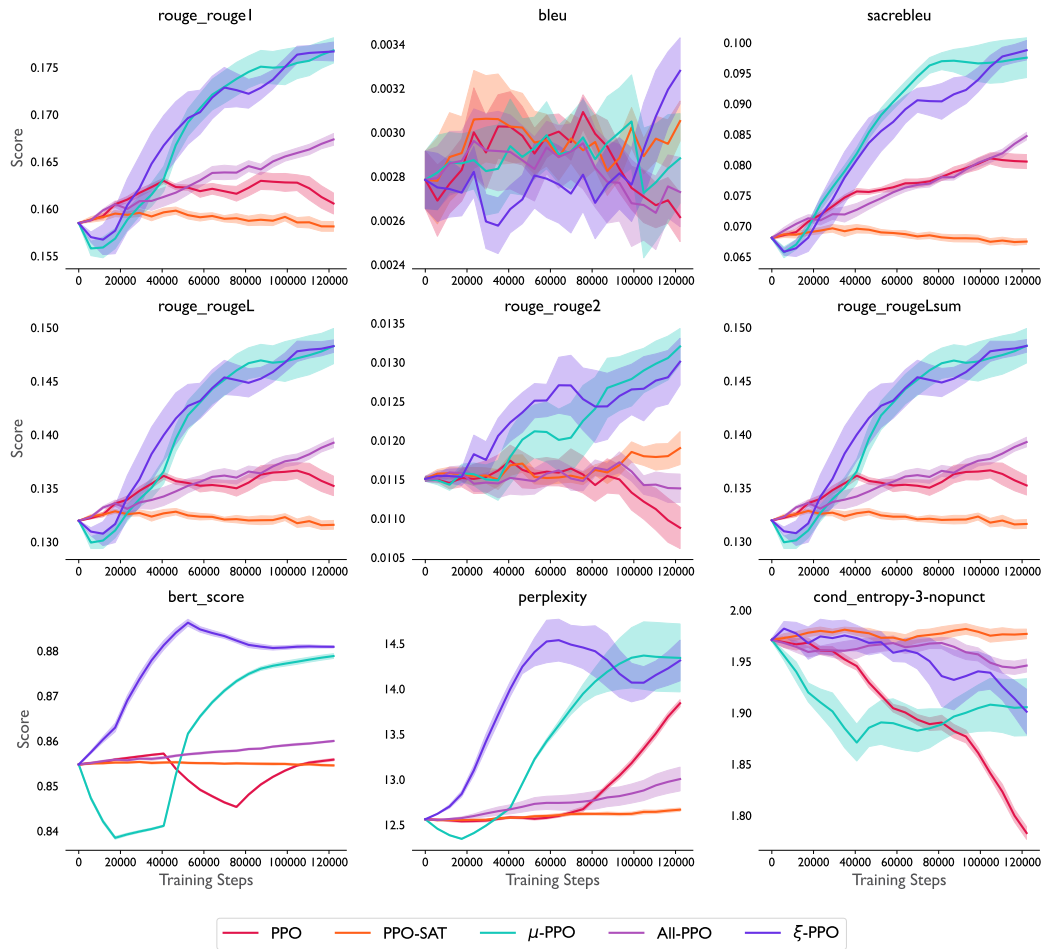 rouge_rouge1
bleu
sacrebleu
Score
0.175
0.170
0.165
0.160
0.155
0.0034
0.0032
0.0030
0.0028
0.0026
0.0024
0.100
0.095
0.090
0.085
0.080
0.075
0.070
0.065
0 20000 40000 60000 80000 100000 120000
0 20000 40000 60000 80000 100000 120000
0 20000 40000 60000 80000 100000 120000
rouge_rougeL
rouge_rouge2
rouge_rougeLsum
Score
0.150
0.145
0.140
0.135
0.130
0.0135
0.0130
0.0125
0.0120
0.0115
0.0110
0.0105
0.150
0.145
0.140
0.135
0.130
0 20000 40000 60000 80000 100000 120000
0 20000 40000 60000 80000 100000 120000
0 20000 40000 60000 80000 100000 120000
bert_score
perplexity
cond_entropy-3-nopunct
Score
0.88
0.87
0.86
0.85
0.84
14.5
14.0
13.5
13.0
12.5
2.00
1.95
1.90
1.85
1.80
0 20000 40000 60000 80000 100000 120000
0 20000 40000 60000 80000 100000 120000
0 20000 40000 60000 80000 100000 120000
Training Steps
Training Steps
Training Steps
PPO PPO-SAT μ-PPO All-PPO ξ-PPO